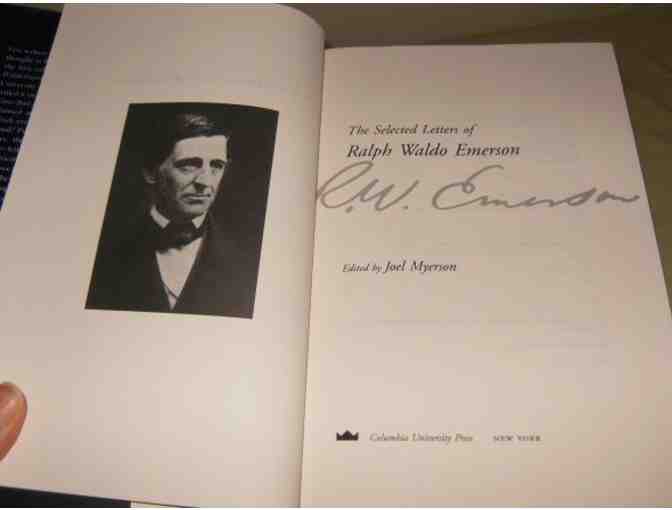 The Selected Letters of
Ralph Waldo Emerson
R.W. Emerson
Edited by Joel Myerson
Columbia University Press NEW YORK